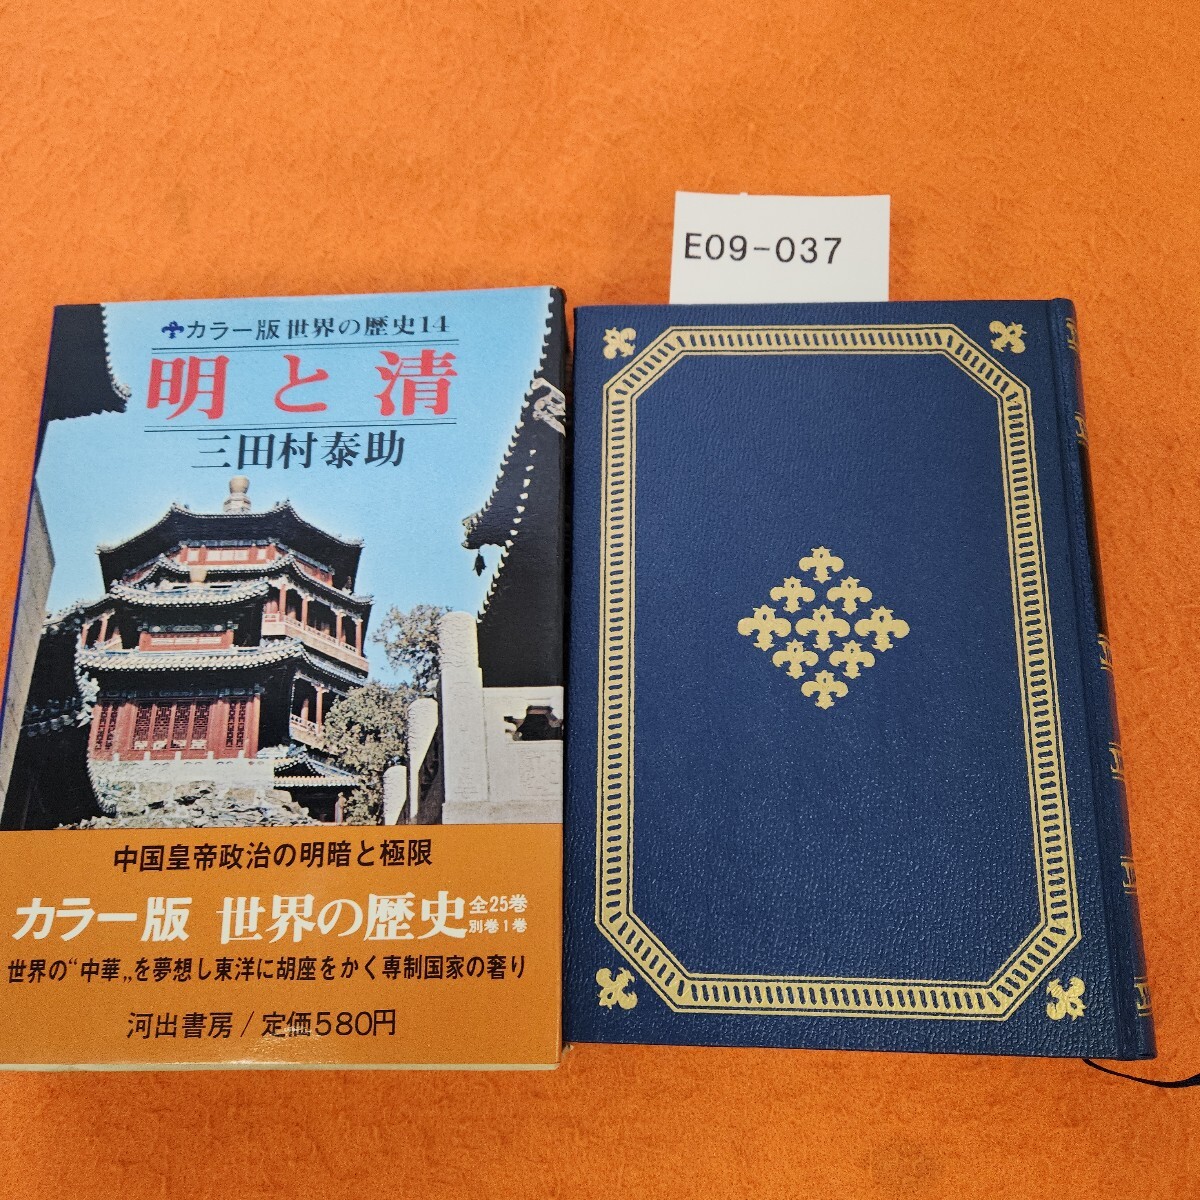 E09-037
カラー版 世界の歴史14
明と清
三田村泰助
中国皇帝政治の明暗と極限
カラー版 世界の歴史 全25巻 別巻1巻
世界の“中華„を夢想し東洋に胡座をかく専制国家の奢り
河出書房/定価580円